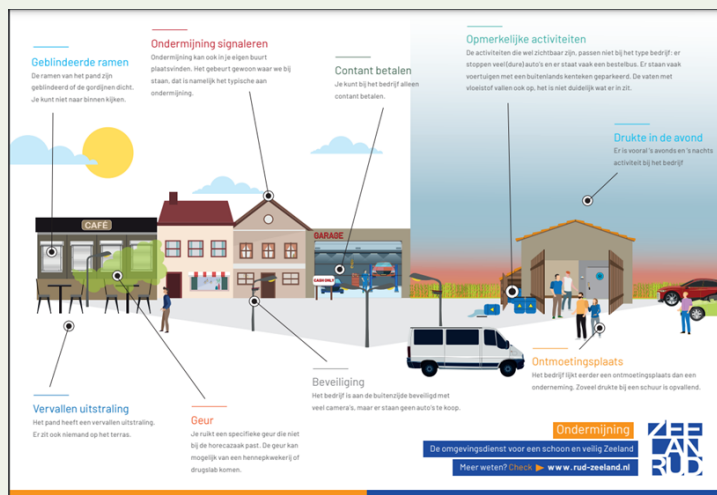 Geblindeerde ramen
De ramen van het pand zijn
geblindeerd of de gordijnen dicht.
Je kunt niet naar binnen kijken.
Ondermijning signaleren
Ondermijning kan ook in je eigen buurt
plaatsvinden. Het gebeurt gewoon waar we bij
staan, dat is namelijk het typische aan
ondermijning.
Contant betalen
Je kunt bij het bedrijf alleen
contant betalen.
Opmerkelijke activiteiten
De activiteiten die wel zichtbaar zijn, passen niet bij het type bedrijf: er
stoppen veel (dure) auto's en er staat vaak een bestelbus. Er staan vaak
voertuigen met een buitenlands kenteken geparkeerd. De vaten met
vloeistof vallen ook op, het is niet duidelijk wat er in zit.
Drukte in de avond
Er is vooral 's avonds en 's nachts
activiteit bij het bedrijf
CAFÉ
GARAGE
CASH ONLY
Vervallen uitstraling
Het pand heeft een vervallen uitstraling.
Er zit ook niemand op het terras.
Geur
Je ruikt een specifieke geur die niet
bij de horecazaak past. De geur kan
mogelijk van een hennepkwekerij of
drugslab komen.
Beveiliging
Het bedrijf is aan de buitenzijde beveiligd met
veel camera's, maar er staan geen auto's te koop.
Ontmoetingsplaats
Het bedrijf lijkt eerder een ontmoetingsplaats dan een
onderneming. Zoveel drukte bij een schuur is opvallend.
Ondermijning
De omgevingsdienst voor een schoon en veilig Zeeland
Meer weten? Check www.rud-zeeland.nl
ZEE
LAND
RUD